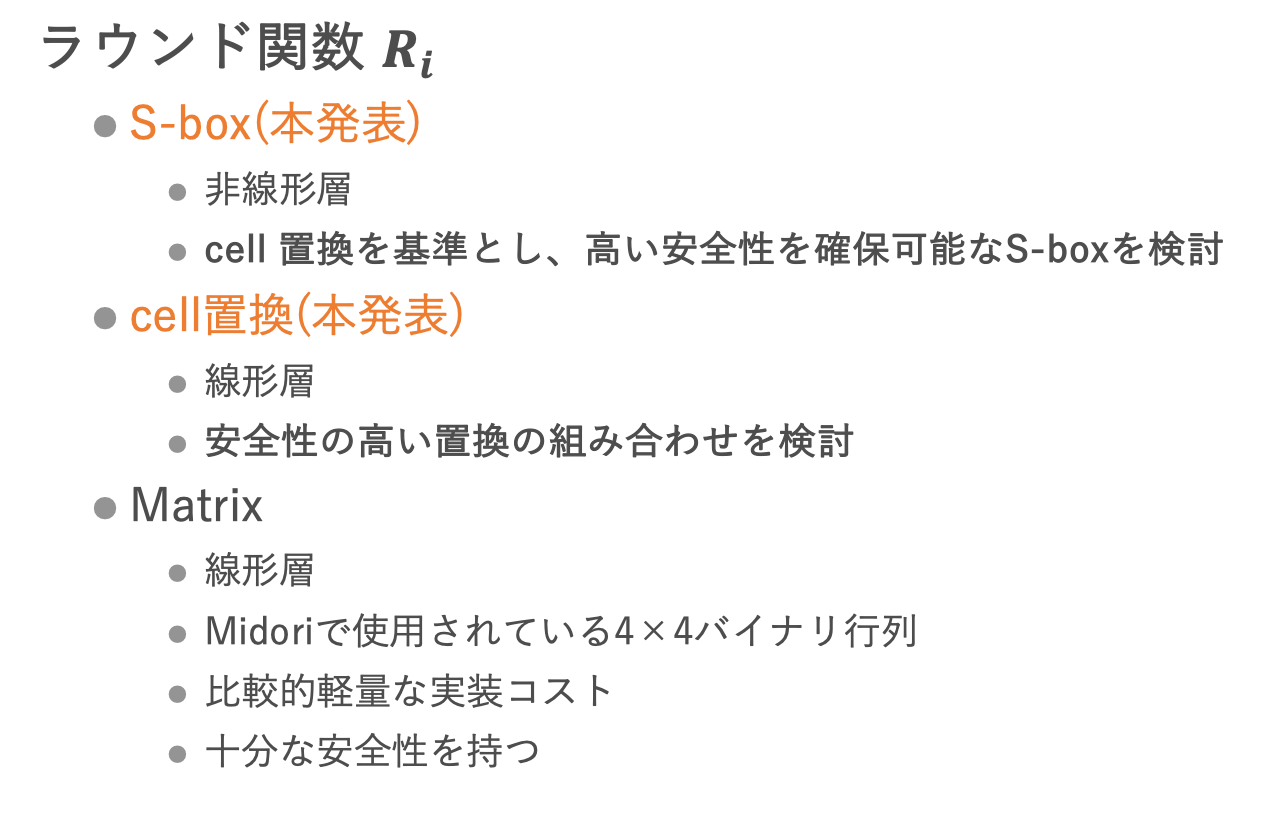 ラウンド関数 R_i
● S-box(本発表)
● 非線形層
● cell 置換を基準とし、高い安全性を確保可能なS-boxを検討
● cell置換(本発表)
● 線形層
● 安全性の高い置換の組み合わせを検討
● Matrix
● 線形層
● Midoriで使用されている4×4バイナリ行列
● 比較的軽量な実装コスト
● 十分な安全性を持つ